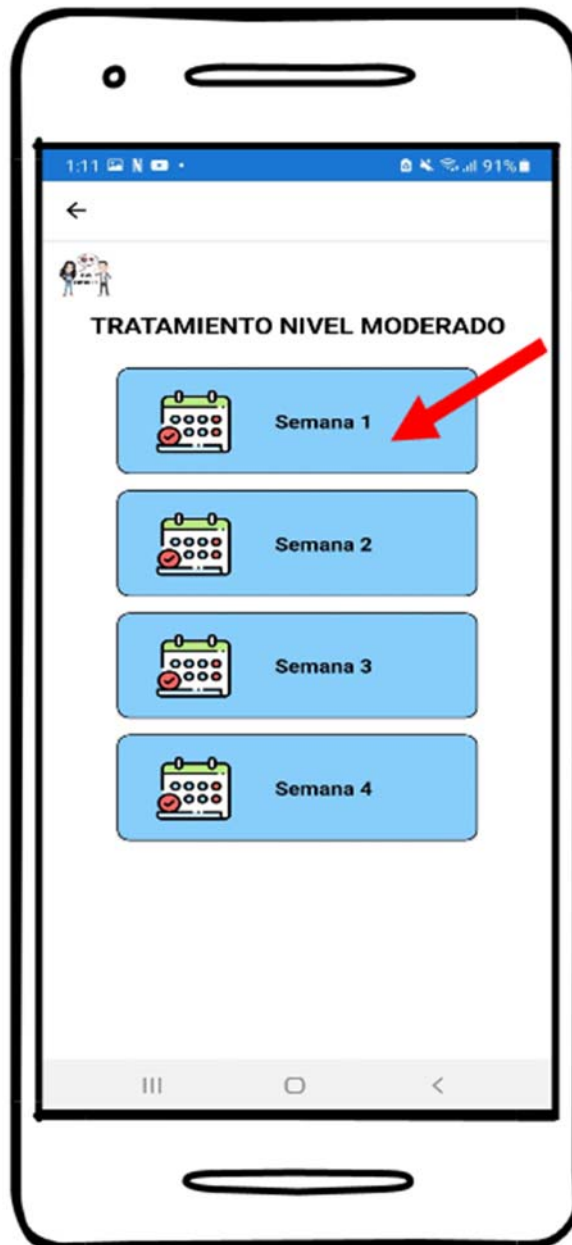 1:11 91%
TRATAMIENTO NIVEL MODERADO
Semana 1
Semana 2
Semana 3
Semana 4